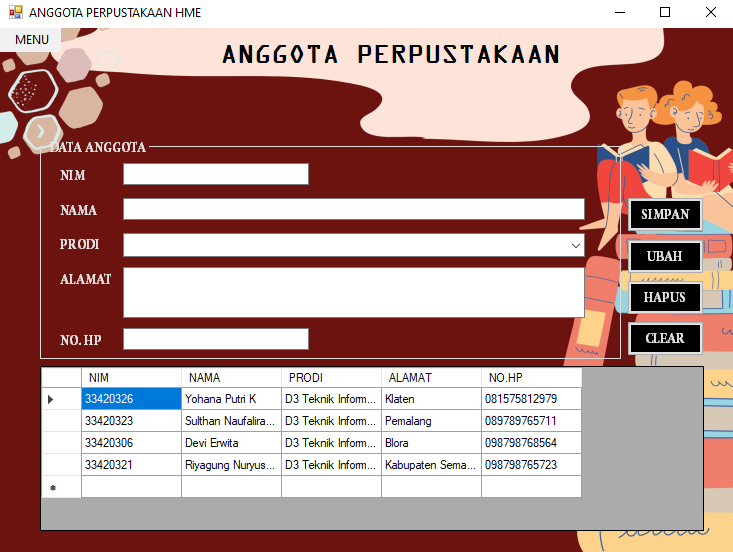 ANGGOTA PERPUSTAKAAN HME
MENU
ANGGOTA PERPUSTAKAAN
DATA ANGGOTA
NIM
NAMA
PRODI
ALAMAT
NO. HP
SIMPAN
UBAH
HAPUS
CLEAR
NIM NAMA PRODI ALAMAT NO.HP
33420326 Yohana Putri K D3 Teknik Inform... Klaten 081575812979
33420323 Sulthan Naufalira... D3 Teknik Inform... Pemalang 089789765711
33420306 Devi Erwita D3 Teknik Inform... Blora 098798768564
33420321 Riyagung Nuryus... D3 Teknik Inform... Kabupaten Sema... 098798765723